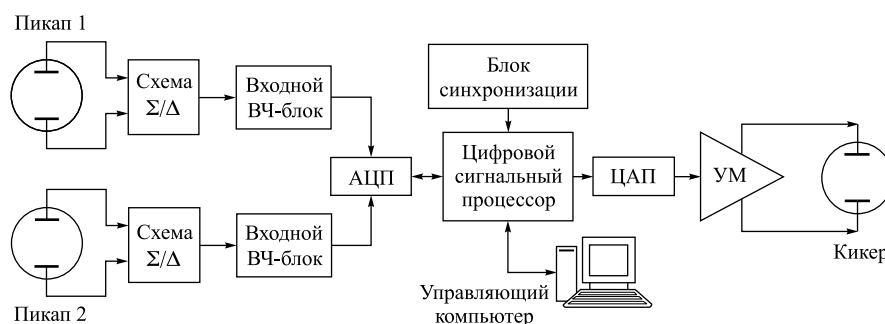 Пикап 1
Схема
Σ/Δ
Входной
ВЧ-блок
Блок
синхронизации
АЦП
Цифровой
сигнальный
процессор
ЦАП
УМ
Кикер
Схема
Σ/Δ
Входной
ВЧ-блок
Пикап 2
Управляющий
компьютер